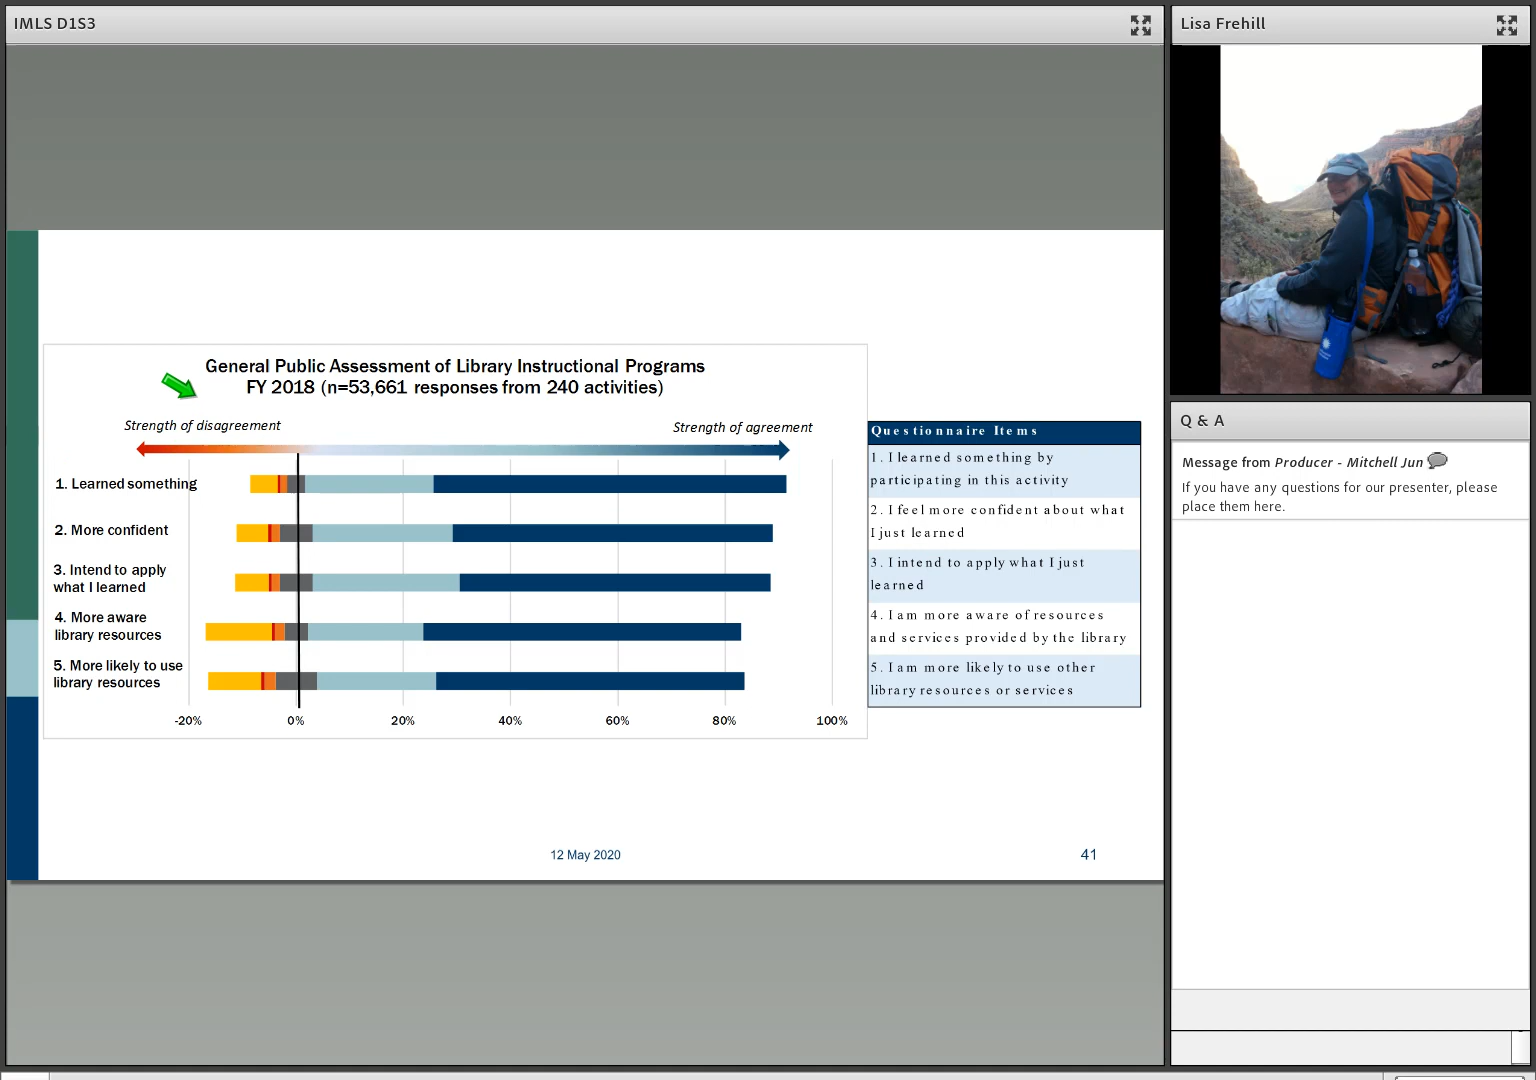 IMLS D1S3
Lisa Frehill
General Public Assessment of Library Instructional Programs
FY 2018 (n=53,661 responses from 240 activities)
Strength of disagreement
Strength of agreement
1. Learned something
2. More confident
3. Intend to apply
what I learned
4. More aware
library resources
5. More likely to use
library resources
-20%
0%
20%
40%
60%
80%
100%
Questionnaire Items
1. I learned something by
participating in this activity
2. I feel more confident about what
I just learned
3. I intend to apply what I just
learned
4. I am more aware of resources
and services provided by the library
5. I am more likely to use other
library resources or services
12 May 2020
41
Q & A
Message from Producer - Mitchell Jun
If you have any questions for our presenter, please
place them here.